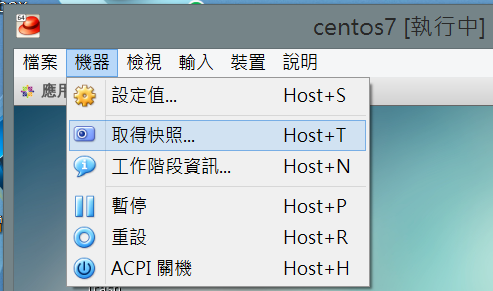 64
centos7 [執行中]
檔案 機器 檢視 輸入 裝置 說明
應用
設定值... Host+S
取得快照... Host+T
工作階段資訊... Host+N
暫停 Host+P
重設 Host+R
ACPI 關機 Host+H
Trash